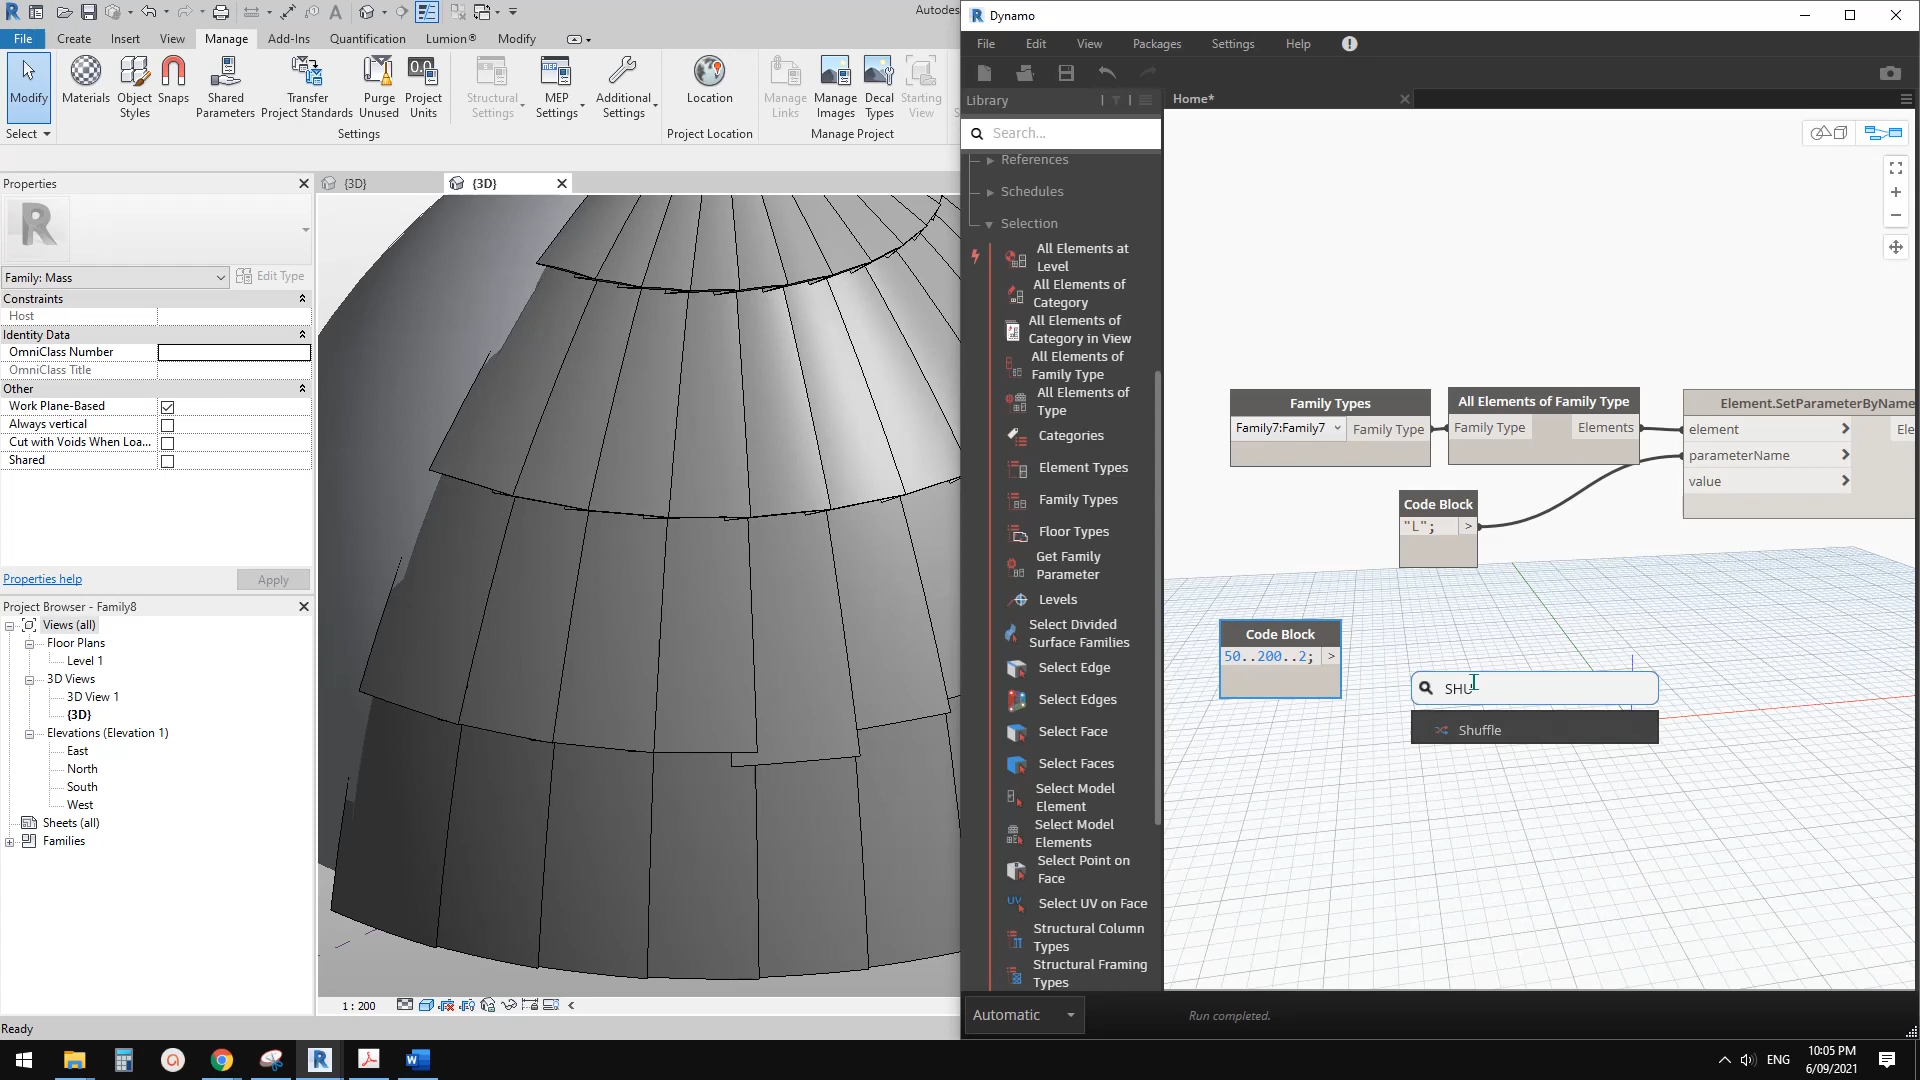 Autodes
File
Create
Insert
View
Manage
Add-Ins
Quantification
Lumion®
Modify
Modify
Materials
Object
Styles
Snaps
Shared
Parameters
Transfer
Project Standards
Purge
Unused
Project
Units
Structural
Settings
MEP
Settings
Additional
Settings
Location
Manage
Links
Manage
Images
Decal
Types
Starting
View
Select
Settings
Project Location
Manage Project
Properties
{3D}
{3D}
Family: Mass
Edit Type
Constraints
Host
Identity Data
OmniClass Number
OmniClass Title
Other
Work Plane-Based
Always vertical
Cut with Voids When Loa...
Shared
Properties help
Apply
Project Browser - Family8
Views (all)
Floor Plans
Level 1
3D Views
3D View 1
{3D}
Elevations (Elevation 1)
East
North
South
West
Sheets (all)
Families
1 : 200
Ready
Dynamo
File
Edit
View
Packages
Settings
Help
Library
Home*
Search...
References
Schedules
Selection
All Elements at
Level
All Elements of
Category
All Elements of
Category in View
All Elements of
Family Type
All Elements of
Type
Categories
Element Types
Family Types
Floor Types
Get Family
Parameter
Levels
Select Divided
Surface Families
Select Edge
Select Edges
Select Face
Select Faces
Select Model
Element
Select Model
Elements
Select Point on
Face
Select UV on Face
Structural Column
Types
Structural Framing
Types
Family Types
Family7:Family7
Family Type
All Elements of Family Type
Family Type
Elements
Element.SetParameterByName
element
Ele
parameterName
value
Code Block
"L";
>
Code Block
50..200..2;
>
SHU
Shuffle
Automatic
Run completed.
ENG
10:05 PM
6/09/2021